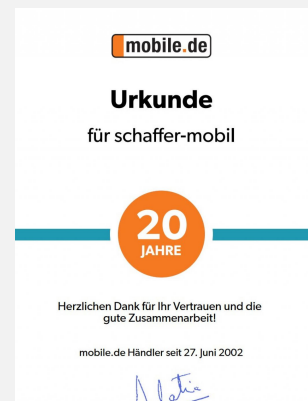 mobile.de
Urkunde
für schaffer-mobil
20
JAHRE
Herzlichen Dank für Ihr Vertrauen und die
gute Zusammenarbeit!
mobile.de Händler seit 27. Juni 2002